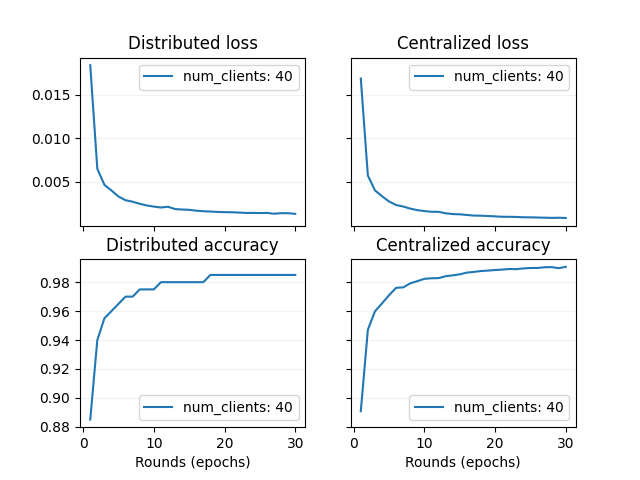 Distributed loss
Centralized loss
num_clients: 40
num_clients: 40
0.015
0.010
0.005
Distributed accuracy
Centralized accuracy
0.98
0.96
0.94
0.92
0.90
0.88
num_clients: 40
num_clients: 40
0 10 20 30
0 10 20 30
Rounds (epochs)
Rounds (epochs)